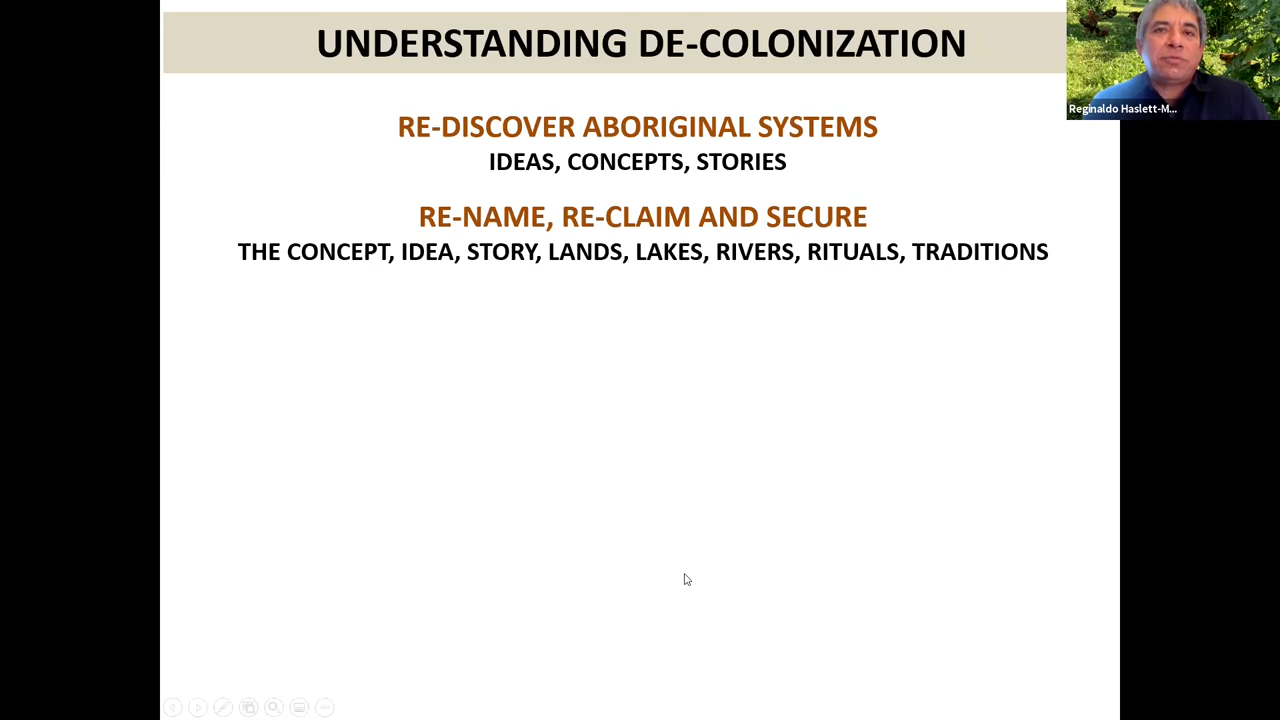 UNDERSTANDING DE-COLONIZATION
Reginaldo Haslett-M...
RE-DISCOVER ABORIGINAL SYSTEMS
IDEAS, CONCEPTS, STORIES
RE-NAME, RE-CLAIM AND SECURE
THE CONCEPT, IDEA, STORY, LANDS, LAKES, RIVERS, RITUALS, TRADITIONS